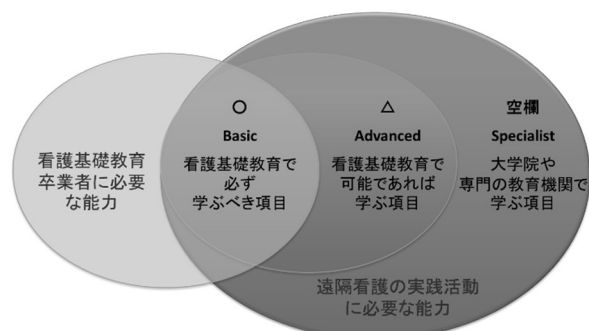 看護基礎教育
卒業者に必要
な能力
○
Basic
看護基礎教育で
必ず
学ぶべき項目
△
Advanced
看護基礎教育で
可能であれば
学ぶ項目
空欄
Specialist
大学院や
専門の教育機関で
学ぶ項目
遠隔看護の実践活動
に必要な能力